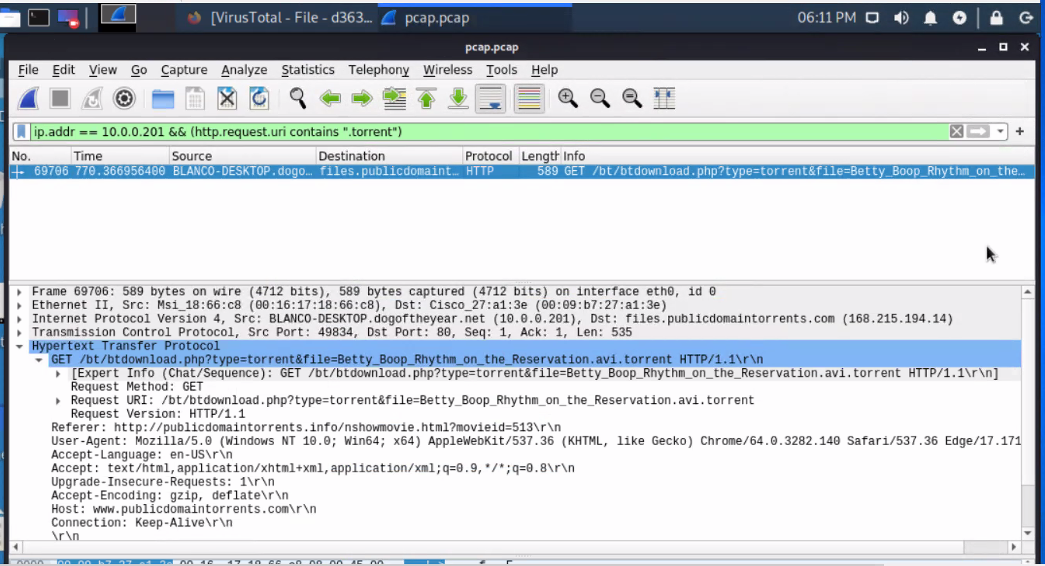 [VirusTotal - File - d363...
pcap.pcap
06:11 PM
pcap.pcap
File Edit View Go Capture Analyze Statistics Telephony Wireless Tools Help
ip.addr == 10.0.0.201 && (http.request.uri contains ".torrent")
No. Time Source Destination Protocol Length Info
69706 770.366956400 BLANCO-DESKTOP.dogo… files.publicdomaint… HTTP 589 GET /bt/btdownload.php?type=torrent&file=Betty_Boop_Rhythm_on_the…
Frame 69706: 589 bytes on wire (4712 bits), 589 bytes captured (4712 bits) on interface eth0, id 0
Ethernet II, Src: Msi_18:66:c8 (00:16:17:18:66:c8), Dst: Cisco_27:a1:3e (00:09:b7:27:a1:3e)
Internet Protocol Version 4, Src: BLANCO-DESKTOP.dogoftheyear.net (10.0.0.201), Dst: files.publicdomaintorrents.com (168.215.194.14)
Transmission Control Protocol, Src Port: 49834, Dst Port: 80, Seq: 1, Ack: 1, Len: 535
Hypertext Transfer Protocol
GET /bt/btdownload.php?type=torrent&file=Betty_Boop_Rhythm_on_the_Reservation.avi.torrent HTTP/1.1\r\n
[Expert Info (Chat/Sequence): GET /bt/btdownload.php?type=torrent&file=Betty_Boop_Rhythm_on_the_Reservation.avi.torrent HTTP/1.1\r\n]
Request Method: GET
Request URI: /bt/btdownload.php?type=torrent&file=Betty_Boop_Rhythm_on_the_Reservation.avi.torrent
Request Version: HTTP/1.1
Referer: http://publicdomaintorrents.info/nshowmovie.html?movieid=513\r\n
User-Agent: Mozilla/5.0 (Windows NT 10.0; Win64; x64) AppleWebKit/537.36 (KHTML, like Gecko) Chrome/64.0.3282.140 Safari/537.36 Edge/17.171
Accept-Language: en-US\r\n
Accept: text/html,application/xhtml+xml,application/xml;q=0.9,*/*;q=0.8\r\n
Upgrade-Insecure-Requests: 1\r\n
Accept-Encoding: gzip, deflate\r\n
Host: www.publicdomaintorrents.com\r\n
Connection: Keep-Alive\r\n
\r\n